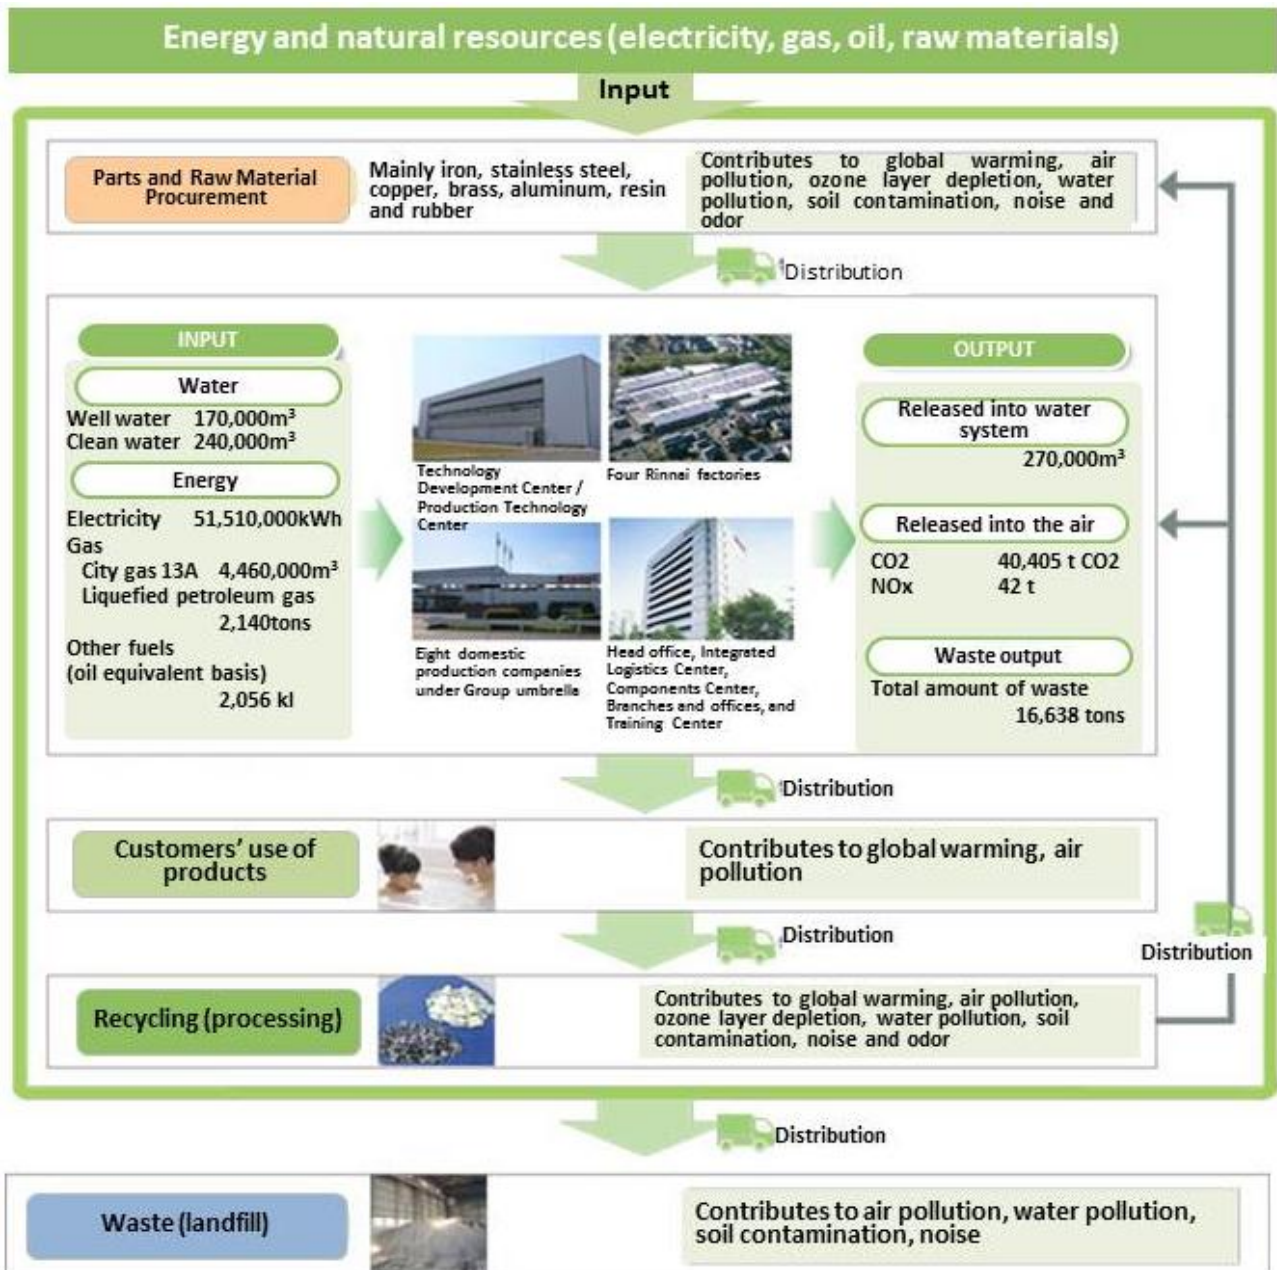 Energy and natural resources (electricity, gas, oil, raw materials)
Input
Parts and Raw Material
Procurement
Mainly iron, stainless steel,
copper, brass, aluminum, resin
and rubber
Contributes to global warming, air
pollution, ozone layer depletion, water
pollution, soil contamination, noise and
odor
Distribution
INPUT
Water
Well water 170,000m³
Clean water 240,000m³
Energy
Electricity 51,510,000kWh
Gas
City gas 13A 4,460,000m³
Liquefied petroleum gas
2,140tons
Other fuels
(oil equivalent basis)
2,056 kl
Technology
Development Center /
Production Technology
Center
Four Rinnai factories
Eight domestic
production companies
under Group umbrella
Head office, Integrated
Logistics Center,
Components Center,
Branches and offices, and
Training Center
OUTPUT
Released into water
system
270,000m³
Released into the air
CO2 40,405 t CO2
NOx 42 t
Waste output
Total amount of waste
16,638 tons
Distribution
Customers' use of
products
Contributes to global warming, air
pollution
Distribution
Distribution
Recycling (processing)
Contributes to global warming, air pollution,
ozone layer depletion, water pollution, soil
contamination, noise and odor
Distribution
Waste (landfill)
Contributes to air pollution, water pollution,
soil contamination, noise